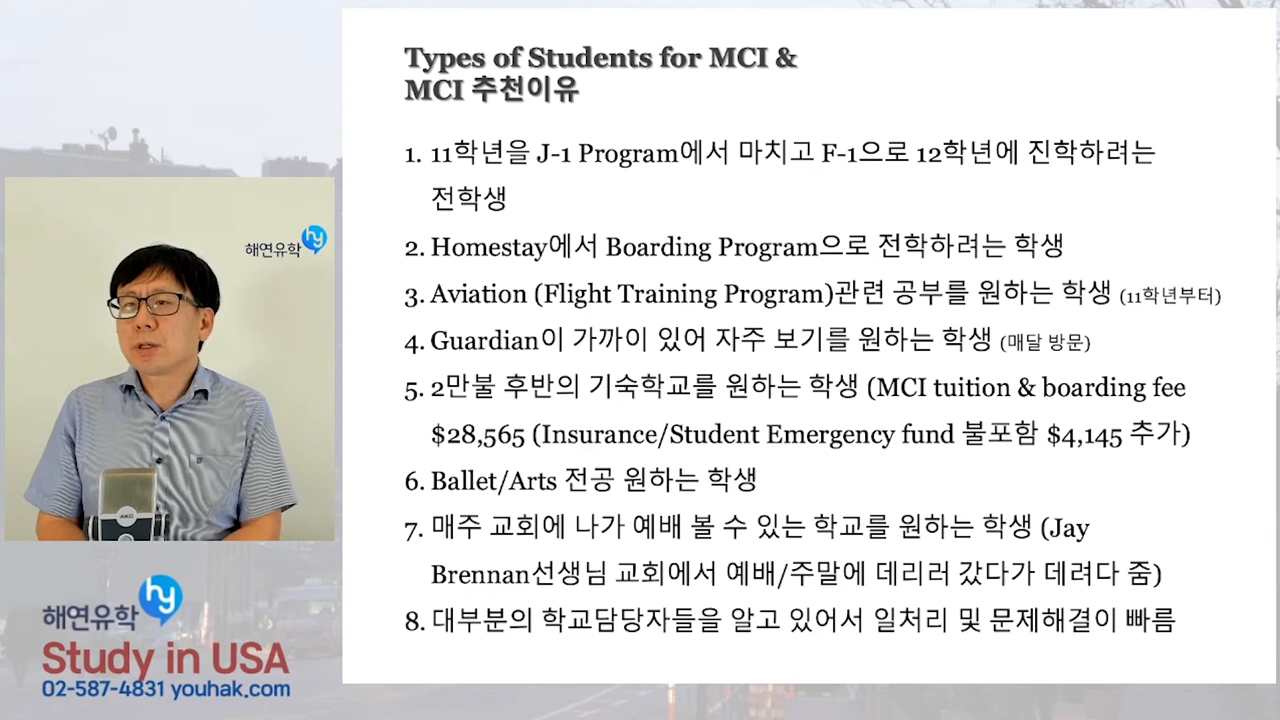 Types of Students for MCI &
MCI 추천이유
1. 11학년을 J-1 Program에서 마치고 F-1으로 12학년에 진학하려는
전학생
2. Homestay에서 Boarding Program으로 전학하려는 학생
3. Aviation (Flight Training Program)관련 공부를 원하는 학생 (11학년부터)
4. Guardian이 가까이 있어 자주 보기를 원하는 학생 (매달 방문)
5. 2만불 후반의 기숙학교를 원하는 학생 (MCI tuition & boarding fee
$28,565 (Insurance/Student Emergency fund 불포함 $4,145 추가)
6. Ballet/Arts 전공 원하는 학생
7. 매주 교회에 나가 예배 볼 수 있는 학교를 원하는 학생 (Jay
Brennan선생님 교회에서 예배/주말에 데리러 갔다가 데려다 줌)
8. 대부분의 학교담당자들을 알고 있어서 일처리 및 문제해결이 빠름
해연유학 hy
AKG
해연유학 hy
Study in USA
02-587-4831 youhak.com